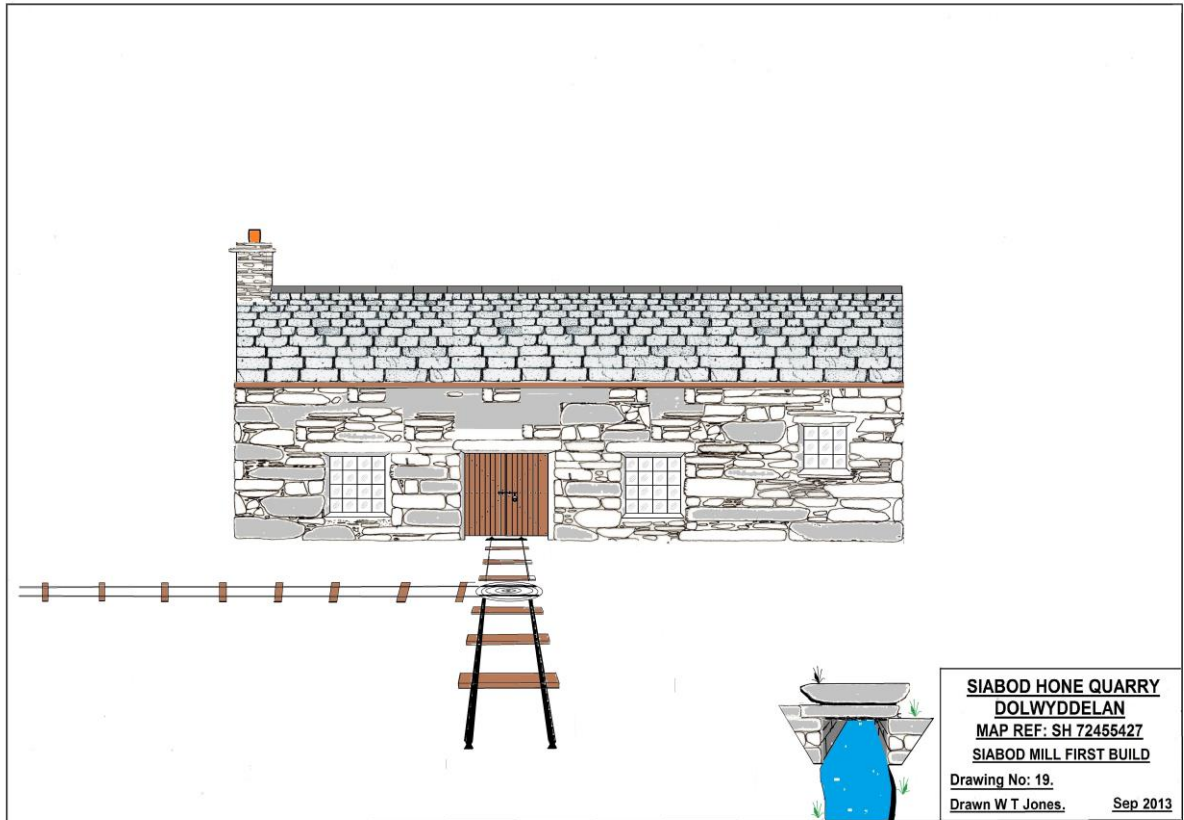 SIABOD HONE QUARRY
DOLWYDDELAN
MAP REF: SH 72455427
SIABOD MILL FIRST BUILD
Drawing No: 19.
Drawn W T Jones. Sep 2013